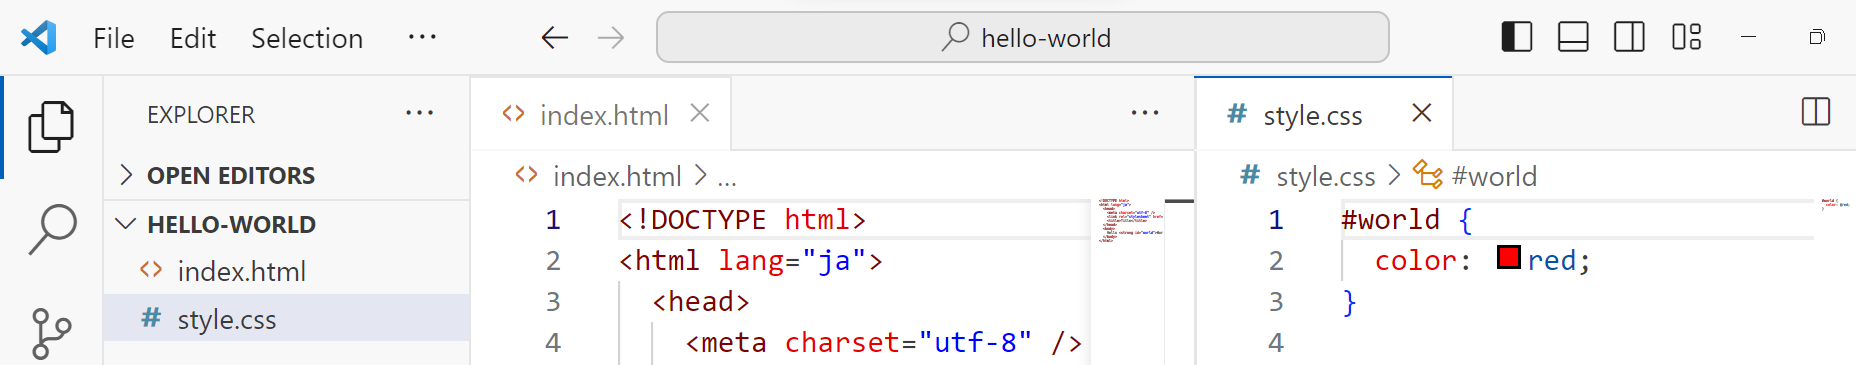 File Edit Selection ··· hello-world
EXPLORER ···
OPEN EDITORS
HELLO-WORLD
<> index.html
# style.css
<> index.html ···
<> index.html > ...
1 <!DOCTYPE html>
2 <html lang="ja">
3 <head>
4 <meta charset="utf-8" />
# style.css
# style.css > #world
1 #world {
2 color: red;
3 }
4